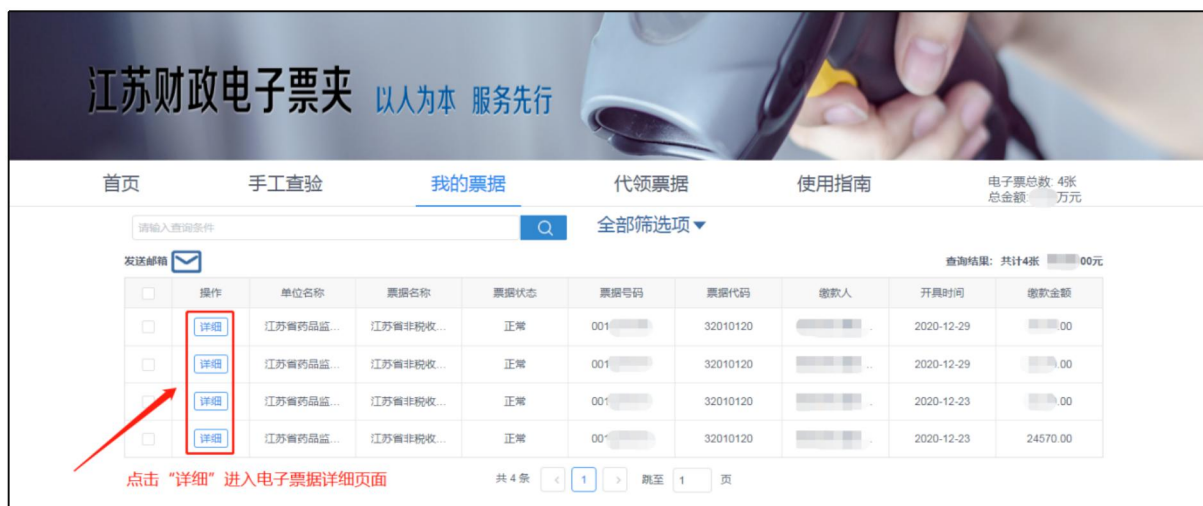 江苏财政电子票夹 以人为本 服务先行
首页 手工查验 我的票据 代领票据 使用指南 电子票总数: 4张
总金额: 万元
请输入查询条件 全部筛选项
发送邮箱 查询结果: 共计4张 00元
操作 单位名称 票据名称 票据状态 票据号码 票据代码 缴款人 开具时间 缴款金额
详细 江苏省药品监... 江苏省非税收... 正常 001 32010120 2020-12-29 .00
详细 江苏省药品监... 江苏省非税收... 正常 001 32010120 2020-12-29 .00
详细 江苏省药品监... 江苏省非税收... 正常 001 32010120 2020-12-23 .00
详细 江苏省药品监... 江苏省非税收... 正常 001 32010120 2020-12-23 24570.00
点击“详细”进入电子票据详细页面 共 4 条 < 1 > 跳至 1 页